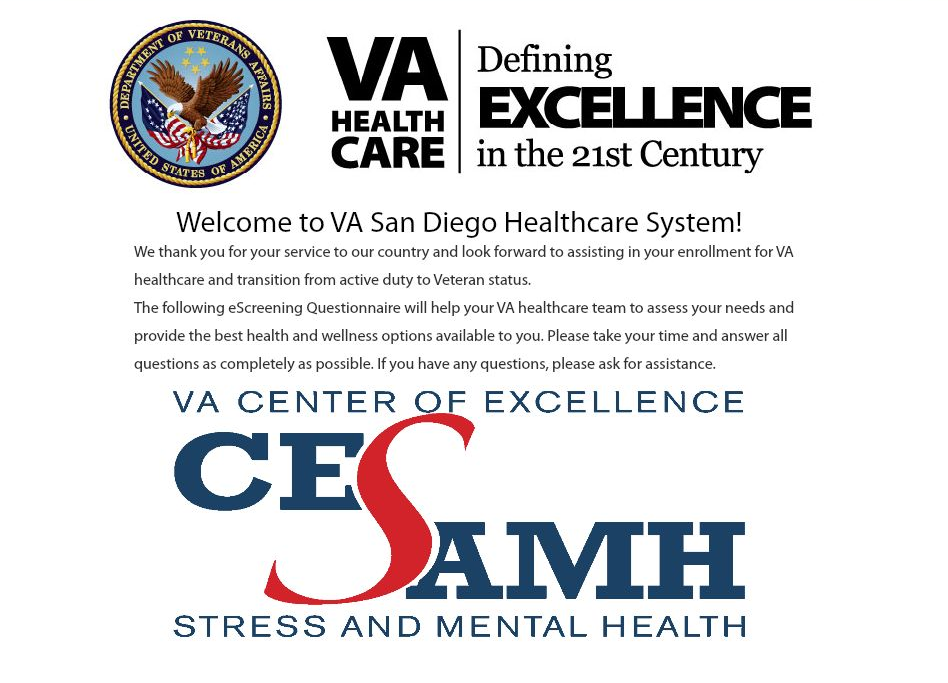 DEPARTMENT OF VETERANS AFFAIRS
UNITED STATES OF AMERICA
VA
HEALTH
CARE
Defining
EXCELLENCE
in the 21st Century
Welcome to VA San Diego Healthcare System!
We thank you for your service to our country and look forward to assisting in your enrollment for VA
healthcare and transition from active duty to Veteran status.
The following eScreening Questionnaire will help your VA healthcare team to assess your needs and
provide the best health and wellness options available to you. Please take your time and answer all
questions as completely as possible. If you have any questions, please ask for assistance.
VA CENTER OF EXCELLENCE
CESAMH
STRESS AND MENTAL HEALTH